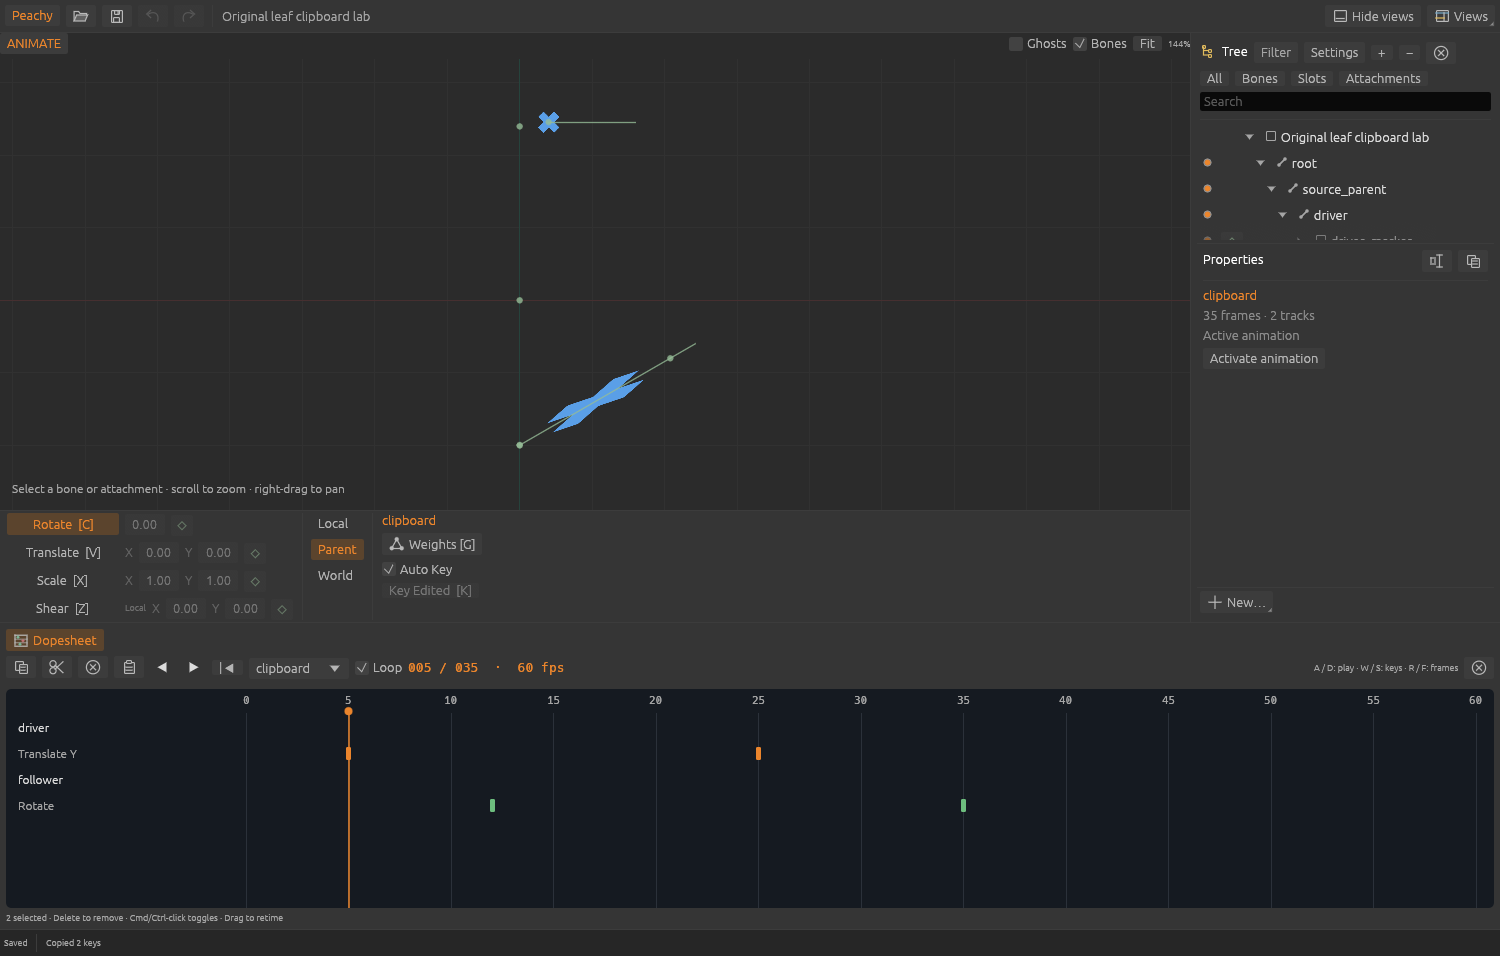 Peachy
Original leaf clipboard lab
Hide views
Views
ANIMATE
Ghosts
Bones
Fit
144%
Tree
Filter
Settings
+
−
All
Bones
Slots
Attachments
Search
Original leaf clipboard lab
root
source_parent
driver
Properties
clipboard
35 frames · 2 tracks
Active animation
Activate animation
New...
Select a bone or attachment · scroll to zoom · right-drag to pan
Rotate [C] 0.00
Translate [V] X 0.00 Y 0.00
Scale [X] X 1.00 Y 1.00
Shear [Z] Local X 0.00 Y 0.00
Local
Parent
World
clipboard
Weights [G]
Auto Key
Key Edited [K]
Dopesheet
clipboard
Loop
005 / 035 · 60 fps
A / D: play · W / S: keys · R / F: frames
0 5 10 15 20 25 30 35 40 45 50 55 60
driver
Translate Y
follower
Rotate
2 selected · Delete to remove · Cmd/Ctrl-click toggles · Drag to retime
Saved
Copied 2 keys